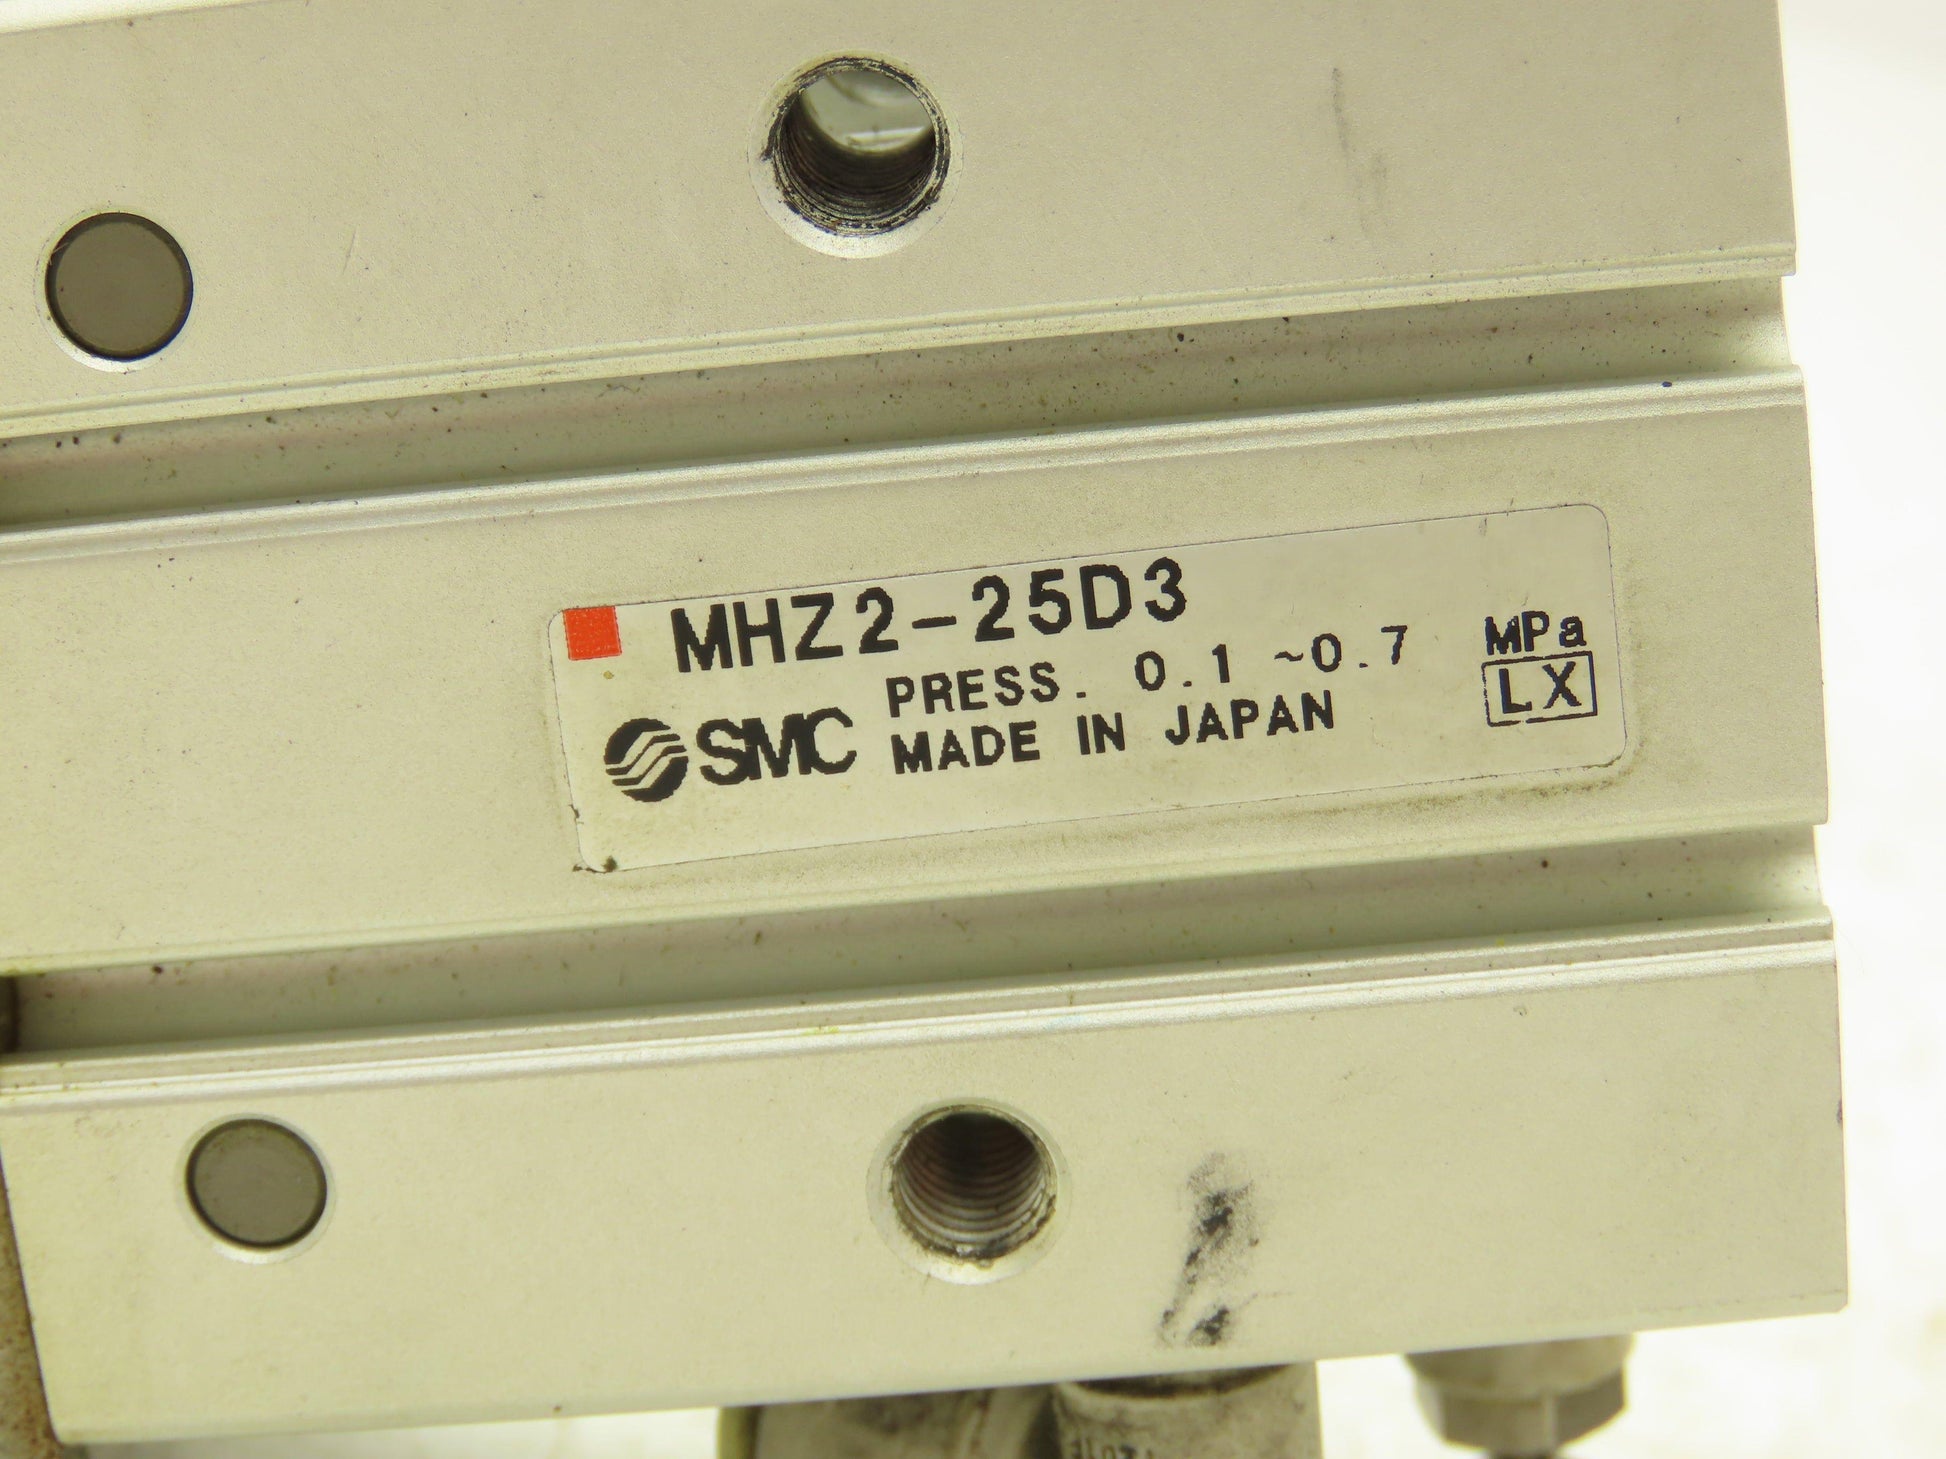 MHZ2-25D3
PRESS. 0.1 ~0.7 MPa
SMC MADE IN JAPAN LX